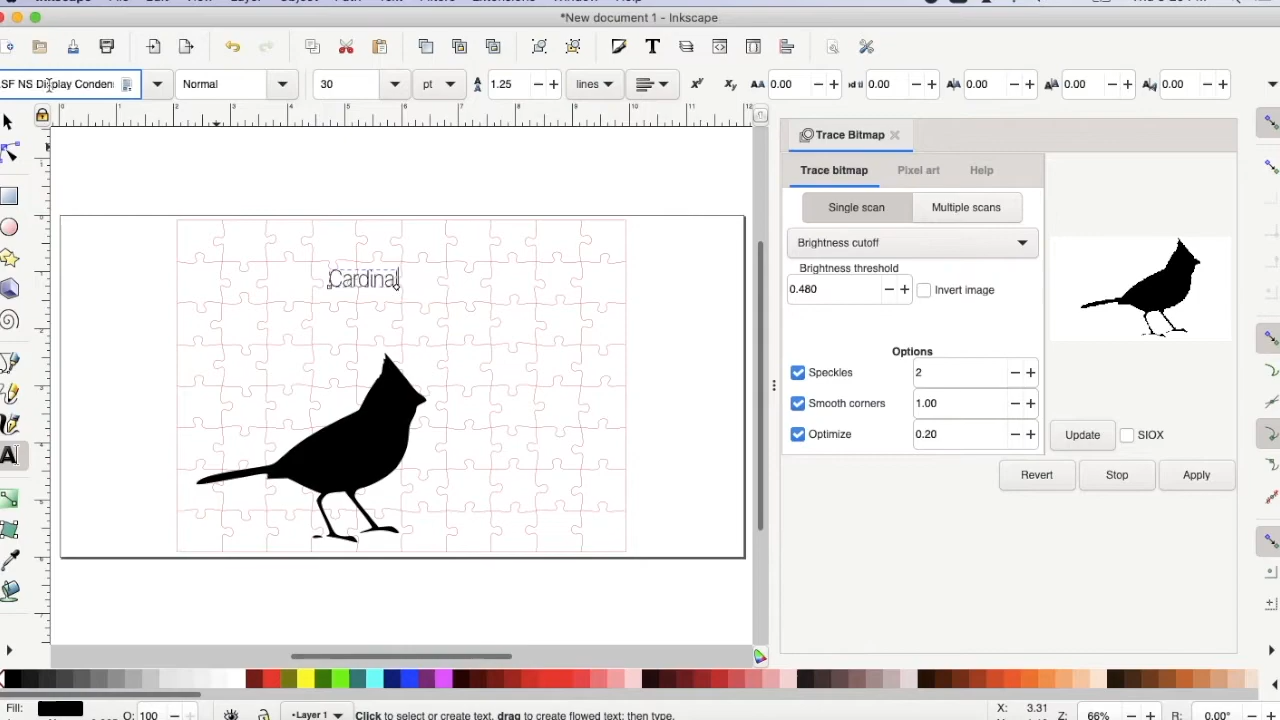 *New document 1 - Inkscape
SF NS Display Conden
Normal
30
pt
1.25
lines
0.00
0.00
0.00
0.00
0.00
Cardinal
Trace Bitmap
Trace bitmap
Pixel art
Help
Single scan
Multiple scans
Brightness cutoff
Brightness threshold
0.480
Invert image
Options
Speckles
2
Smooth corners
1.00
Optimize
0.20
Update
SIOX
Revert
Stop
Apply
Fill:
O: 100
•Layer 1
Click to select or create text, drag to create flowed text; then type.
X: 3.31
Z: 66%
R: 0.00°